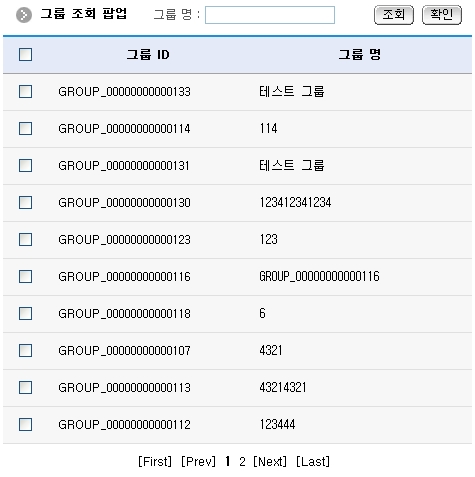 그룹 조회 팝업 그룹 명 : 조회 확인
그룹 ID 그룹 명
GROUP_00000000000133 테스트 그룹
GROUP_00000000000114 114
GROUP_00000000000131 테스트 그룹
GROUP_00000000000130 123412341234
GROUP_00000000000123 123
GROUP_00000000000116 GROUP_00000000000116
GROUP_00000000000118 6
GROUP_00000000000107 4321
GROUP_00000000000113 43214321
GROUP_00000000000112 123444
[First] [Prev] 1 2 [Next] [Last]